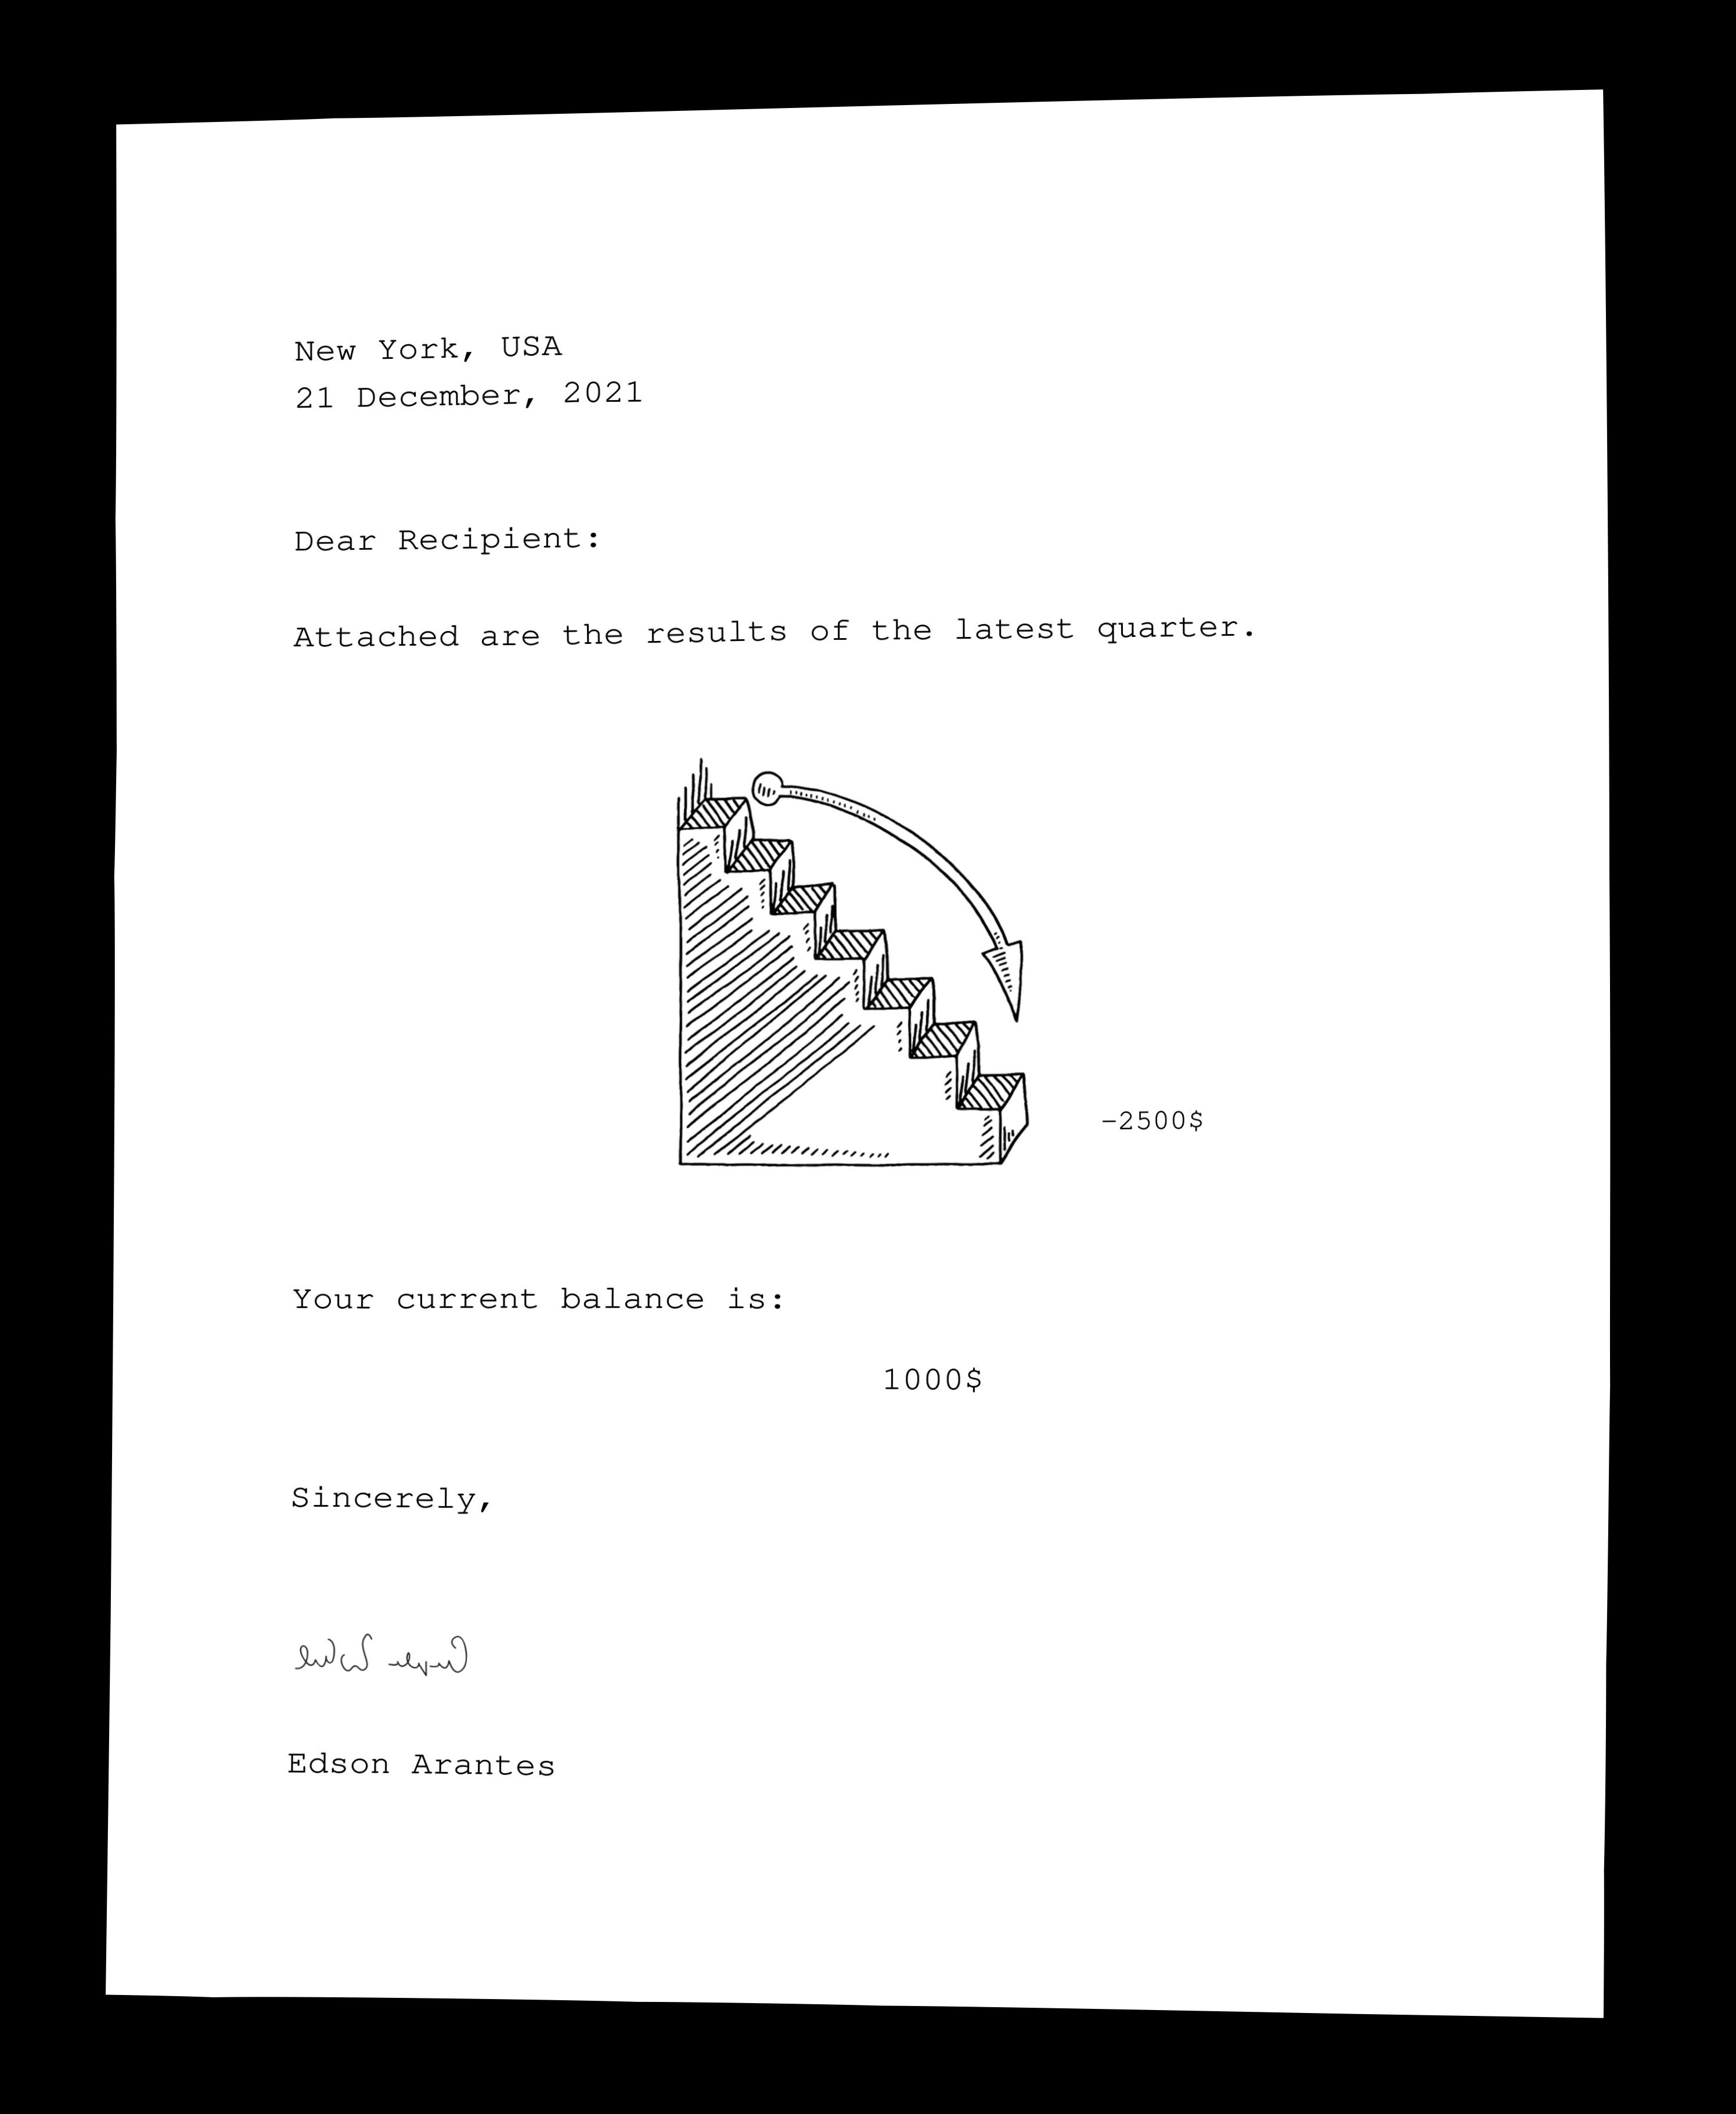 New York, USA
21 December, 2021
Dear Recipient:
Attached are the results of the latest quarter.
–2500$
Your current balance is:
1000$
Sincerely,
Edson Arantes